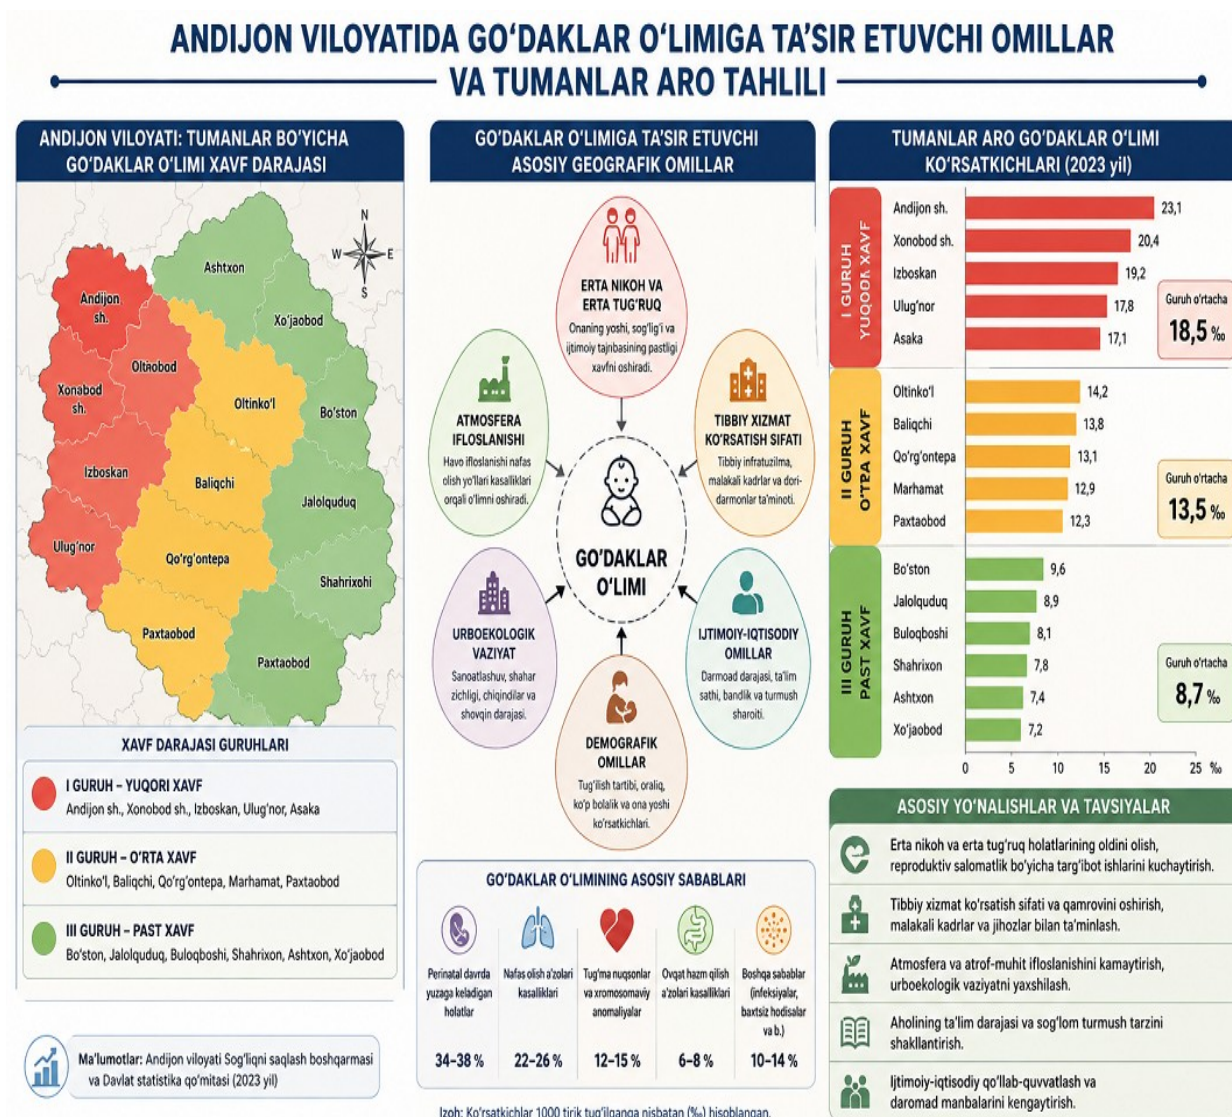 ANDIJON VILOYATIDA GO‘DAKLAR O‘LIMIGA TA’SIR ETUVCHI OMILLAR
VA TUMANLAR ARO TAHLILI
ANDIJON VILOYATI: TUMANLAR BO‘YICHA
GO‘DAKLAR O‘LIMI XAVF DARAJASI
N
W
E
S
Ashtxon
Andijon
sh.
Xo‘jaobod
Oltiobod
Xonabod
sh.
Oltinko‘l
Bo‘ston
Izboskan
Baliqchi
Jalolquduq
Ulug‘nor
Qo‘rg‘ontepa
Shahrixohi
Paxtaobod
Paxtaobod
XAVF DARAJASI GURUHLARI
I GURUH – YUQORI XAVF
Andijon sh., Xonobod sh., Izboskan, Ulug‘nor, Asaka
II GURUH – O‘RTA XAVF
Oltinko‘l, Baliqchi, Qo‘rg‘ontepa, Marhamat, Paxtaobod
III GURUH – PAST XAVF
Bo‘ston, Jalolquduq, Buloqboshi, Shahrixon, Ashtxon, Xo‘jaobod
Ma’lumotlar: Andijon viloyati Sog‘liqni saqlash boshqarmasi
va Davlat statistika qo‘mitasi (2023 yil)
GO‘DAKLAR O‘LIMIGA TA’SIR ETUVCHI
ASOSIY GEOGRAFIK OMILLAR
ERTA NIKOH VA
ERTA TUG‘RUQ
Onaning yoshi, sog‘lig‘i va
ijtimoiy tajnbasining pastligi
xavfni oshiradi.
ATMOSFERA
IFLOSLANISHI
Havo ifloslanishi nafas
olish yo‘llari kasalliklari
orqali o‘limni oshiradi.
TIBBIY XIZMAT
KO‘RSATISH SIFATI
Tibbiy infratuzilma,
malakali kadrlar va dori-
darmonlar ta’minoti.
GO‘DAKLAR
O‘LIMI
URBOEKOLOGIK
VAZIYAT
Sanoatlashuv, shahar
zichligi, chiqindilar va
shovqin darajasi.
IJTIMOIY-IQTISODIY
OMILLAR
Darmoad darajasi, ta’lim
sathi, bandlik va turmush
sharoiti.
DEMOGRAFIK
OMILLAR
Tug‘ilish tartibi, oraliq,
ko‘p bolalik va ona yoshi
ko‘rsatkichlari.
GO‘DAKLAR O‘LIMINING ASOSIY SABABLARI
Perinatal davrda
yuzaga keladigan
holatlar
34–38 %
Nafas olish a’zolari
kasalliklari
22–26 %
Tug‘ma nuqsonlar
va xromosomaviy
anomaliyalar
12–15 %
Ovqat hazm qilish
a’zolari kasalliklari
6–8 %
Boshqa sabablar
(infeksiyalar,
baxtsiz hodisalar
va b.)
10–14 %
Izoh: Ko‘rsatkichlar 1000 tirik tug‘ilganga nisbatan (‰) hisoblangan.
TUMANLAR ARO GO‘DAKLAR O‘LIMI
KO‘RSATKICHLARI (2023 yil)
I GURUH
YUQORI XAVF
Andijon sh. 23,1
Xonobod sh. 20,4
Izboskan 19,2
Ulug‘nor 17,8
Asaka 17,1
Guruh o‘rtacha
18,5 ‰
II GURUH
O‘RTA XAVF
Oltinko‘l 14,2
Baliqchi 13,8
Qo‘rg‘ontepa 13,1
Marhamat 12,9
Paxtaobod 12,3
Guruh o‘rtacha
13,5 ‰
III GURUH
PAST XAVF
Bo‘ston 9,6
Jalolquduq 8,9
Buloqboshi 8,1
Shahrixon 7,8
Ashtxon 7,4
Xo‘jaobod 7,2
Guruh o‘rtacha
8,7 ‰
0 5 10 15 20 25 ‰
ASOSIY YO‘NALISHLAR VA TAVSIYALAR
Erta nikoh va erta tug‘ruq holatlarining oldini olish,
reproduktiv salomatlik bo‘yicha targ‘ibot ishlarini kuchaytirish.
Tibbiy xizmat ko‘rsatish sifati va qamrovini oshirish,
malakali kadrlar va jihozlar bilan ta’minlash.
Atmosfera va atrof-muhit ifloslanishini kamaytirish,
urboekologik vaziyatni yaxshilash.
Aholining ta’lim darajasi va sog‘lom turmush tarzini
shakllantirish.
Ijtimoiy-iqtisodiy qo‘llab-quvvatlash va
daromad manbalarini kengaytirish.